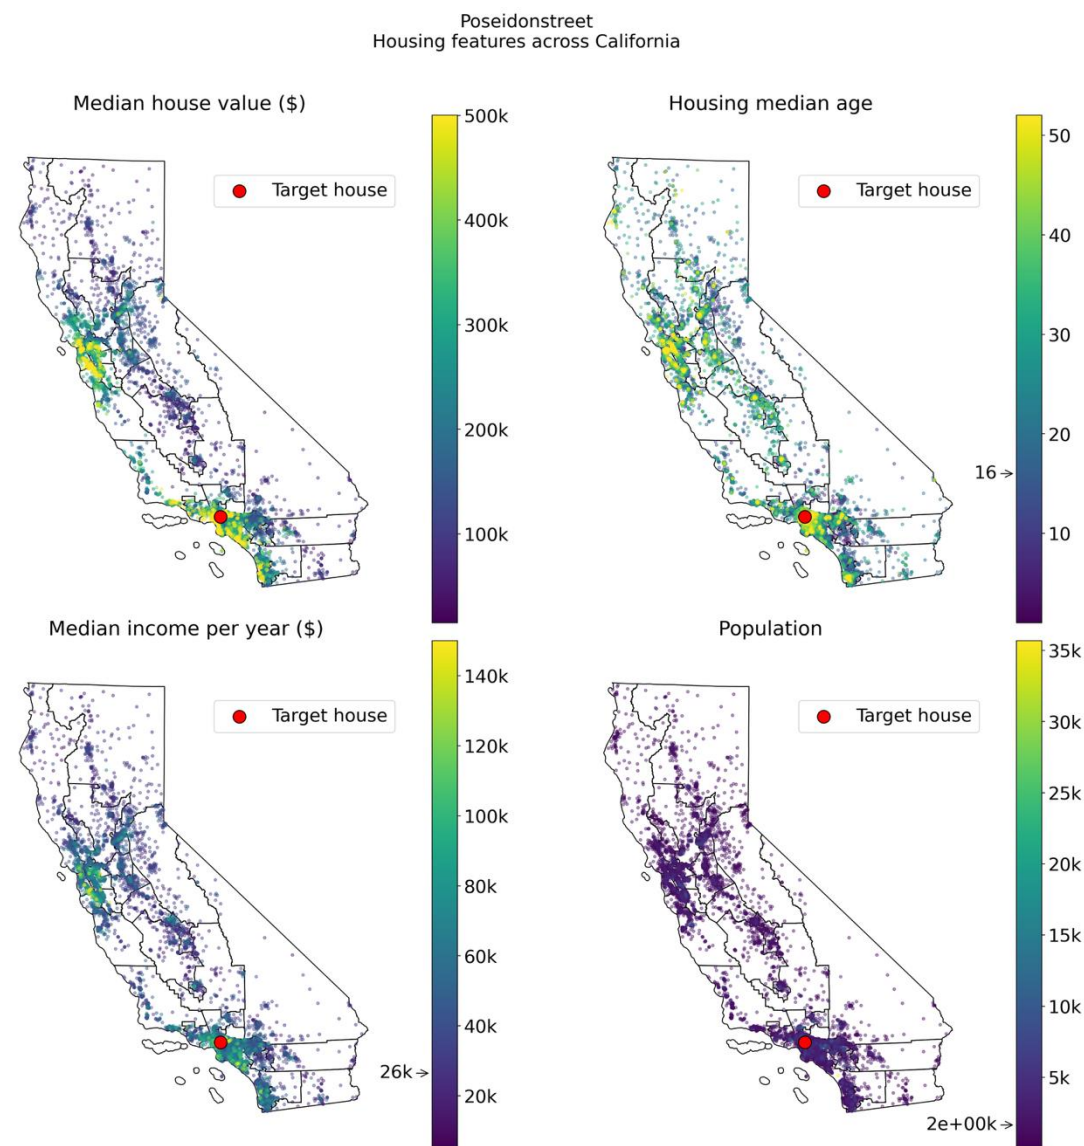 Poseidonstreet
Housing features across California
Median house value ($)
Target house
500k
400k
300k
200k
100k
Housing median age
Target house
50
40
30
20
10
16→
Median income per year ($)
Target house
140k
120k
100k
80k
60k
40k
20k
26k→
Population
Target house
35k
30k
25k
20k
15k
10k
5k
2e+00k→